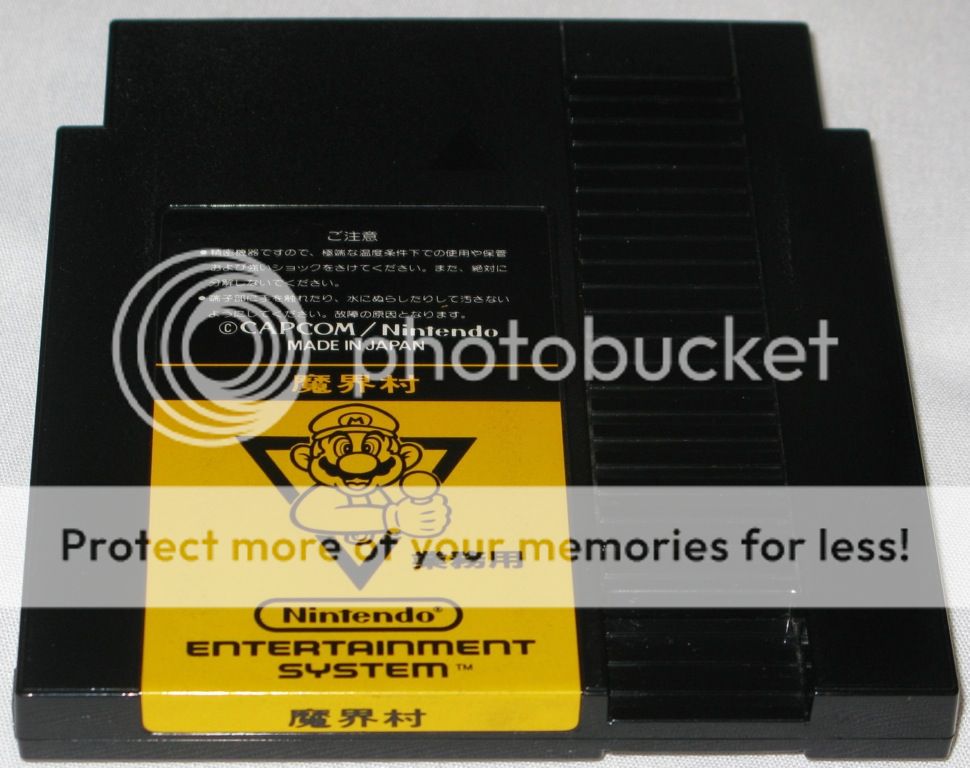 ご注意
●精密機器ですので、極端な温度条件下での使用や保管
および強いショックをさけてください。また、絶対に
分解しないでください。
●端子部に手を触れたり、水にぬらしたりして汚さない
ようにしてください。故障の原因となります。
©CAPCOM/Nintendo
MADE IN JAPAN
photobucket
魔界村
M
Protect more of your memories for less!
業務用
Nintendo®
ENTERTAINMENT
SYSTEM™
魔界村